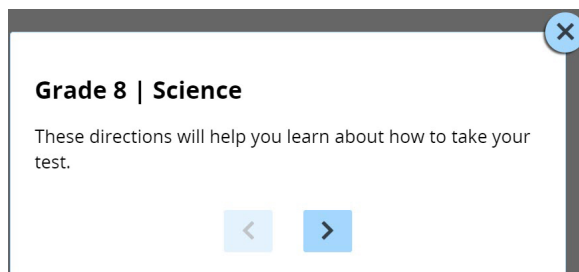 Grade 8 | Science
These directions will help you learn about how to take your
test.